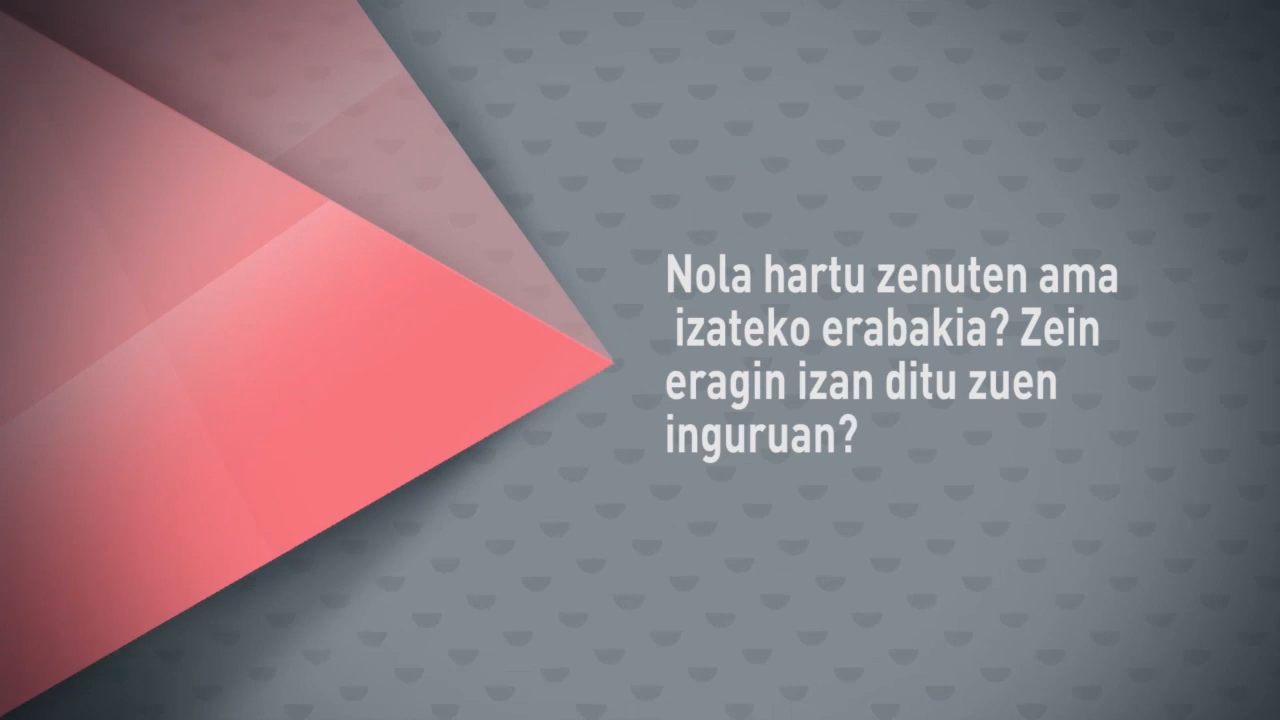 Nola hartu zenuten ama
izateko erabakia? Zein
eragin izan ditu zuen
inguruan?